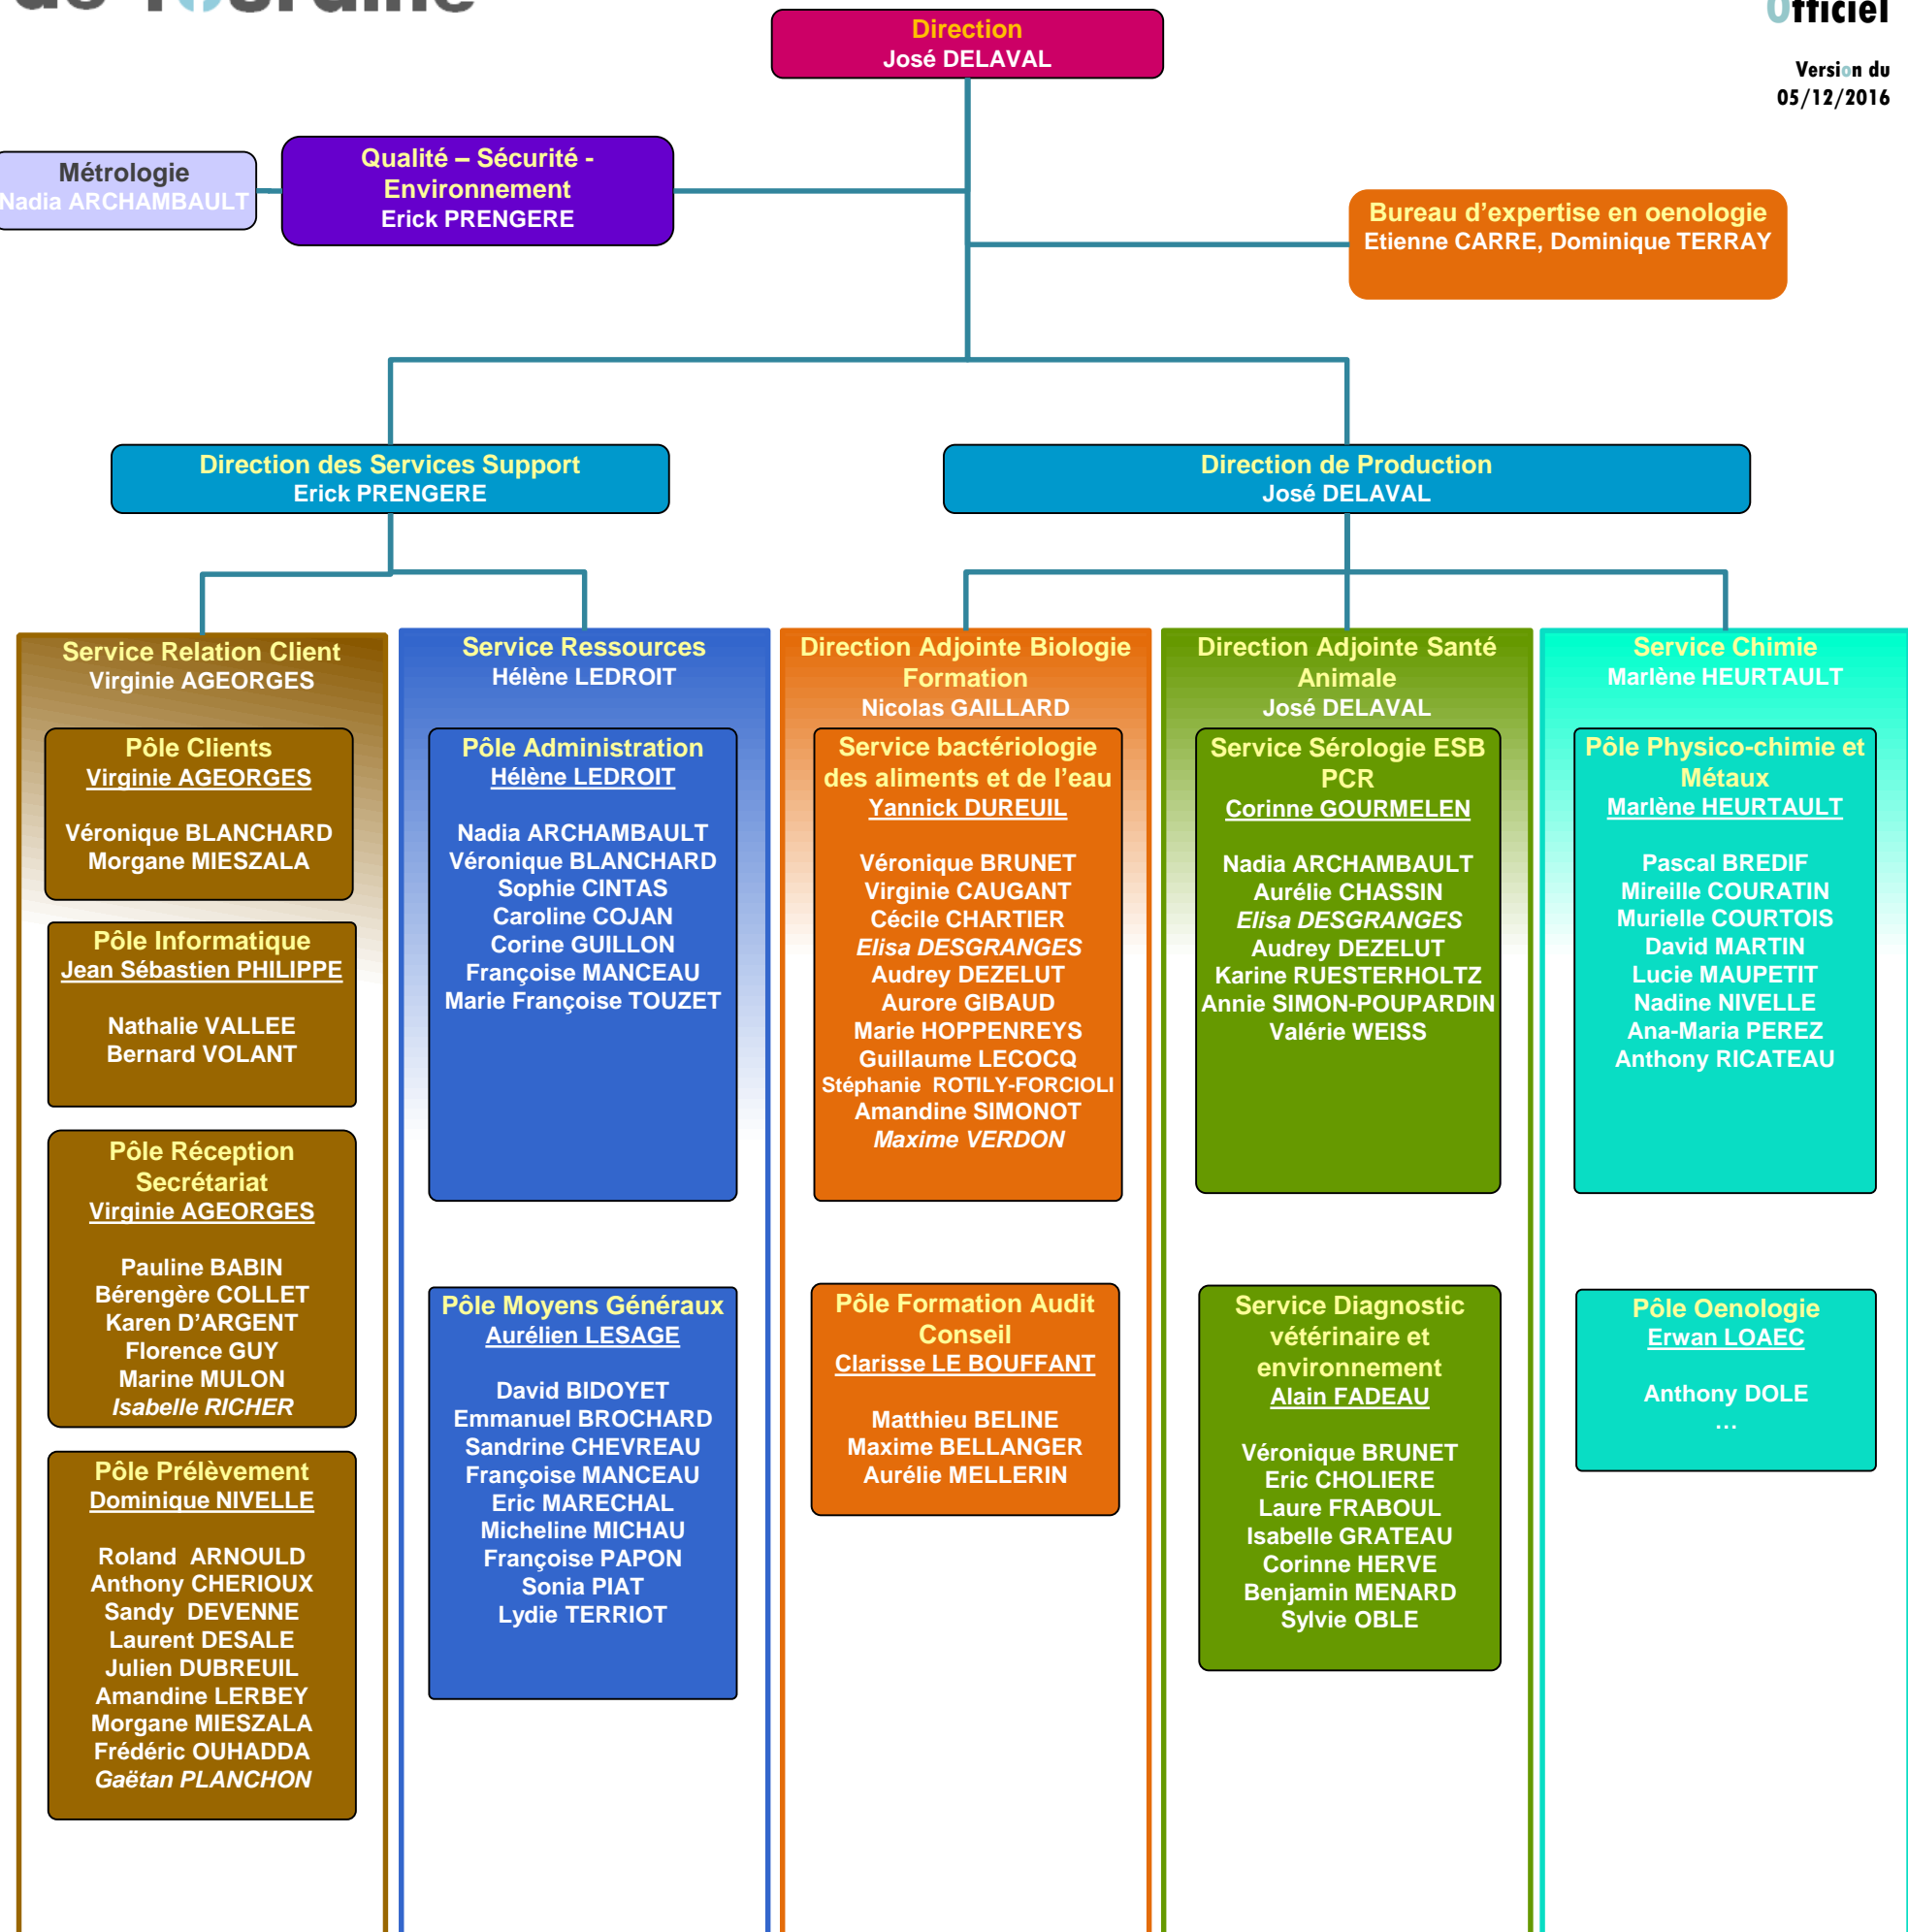 de Touraine
Officiel
Version du
05/12/2016
Direction
José DELAVAL
Métrologie
Nadia ARCHAMBAULT
Qualité – Sécurité -
Environnement
Erick PRENGERE
Bureau d'expertise en oenologie
Etienne CARRE, Dominique TERRAY
Direction des Services Support
Erick PRENGERE
Direction de Production
José DELAVAL
Service Relation Client
Virginie AGEORGES
Pôle Clients
Virginie AGEORGES
Véronique BLANCHARD
Morgane MIESZALA
Pôle Informatique
Jean Sébastien PHILIPPE
Nathalie VALLEE
Bernard VOLANT
Pôle Réception
Secrétariat
Virginie AGEORGES
Pauline BABIN
Bérengère COLLET
Karen D'ARGENT
Florence GUY
Marine MULON
Isabelle RICHER
Pôle Prélèvement
Dominique NIVELLE
Roland ARNOULD
Anthony CHERIOUX
Sandy DEVENNE
Laurent DESALE
Julien DUBREUIL
Amandine LERBEY
Morgane MIESZALA
Frédéric OUHADDA
Gaëtan PLANCHON
Service Ressources
Hélène LEDROIT
Pôle Administration
Hélène LEDROIT
Nadia ARCHAMBAULT
Véronique BLANCHARD
Sophie CINTAS
Caroline COJAN
Corine GUILLON
Françoise MANCEAU
Marie Françoise TOUZET
Pôle Moyens Généraux
Aurélien LESAGE
David BIDOYET
Emmanuel BROCHARD
Sandrine CHEVREAU
Françoise MANCEAU
Eric MARECHAL
Micheline MICHAU
Françoise PAPON
Sonia PIAT
Lydie TERRIOT
Direction Adjointe Biologie
Formation
Nicolas GAILLARD
Service bactériologie
des aliments et de l'eau
Yannick DUREUIL
Véronique BRUNET
Virginie CAUGANT
Cécile CHARTIER
Elisa DESGRANGES
Audrey DEZELUT
Aurore GIBAUD
Marie HOPPENREYS
Guillaume LECOCQ
Stéphanie ROTILY-FORCIOLI
Amandine SIMONOT
Maxime VERDON
Pôle Formation Audit
Conseil
Clarisse LE BOUFFANT
Matthieu BELINE
Maxime BELLANGER
Aurélie MELLERIN
Direction Adjointe Santé
Animale
José DELAVAL
Service Sérologie ESB
PCR
Corinne GOURMELEN
Nadia ARCHAMBAULT
Aurélie CHASSIN
Elisa DESGRANGES
Audrey DEZELUT
Karine RUESTERHOLTZ
Annie SIMON-POUPARDIN
Valérie WEISS
Service Diagnostic
vétérinaire et
environnement
Alain FADEAU
Véronique BRUNET
Eric CHOLIERE
Laure FRABOUL
Isabelle GRATEAU
Corinne HERVE
Benjamin MENARD
Sylvie OBLE
Service Chimie
Marlène HEURTAULT
Pôle Physico-chimie et
Métaux
Marlène HEURTAULT
Pascal BREDIF
Mireille COURATIN
Murielle COURTOIS
David MARTIN
Lucie MAUPETIT
Nadine NIVELLE
Ana-Maria PEREZ
Anthony RICATEAU
Pôle Oenologie
Erwan LOAEC
Anthony DOLE
…